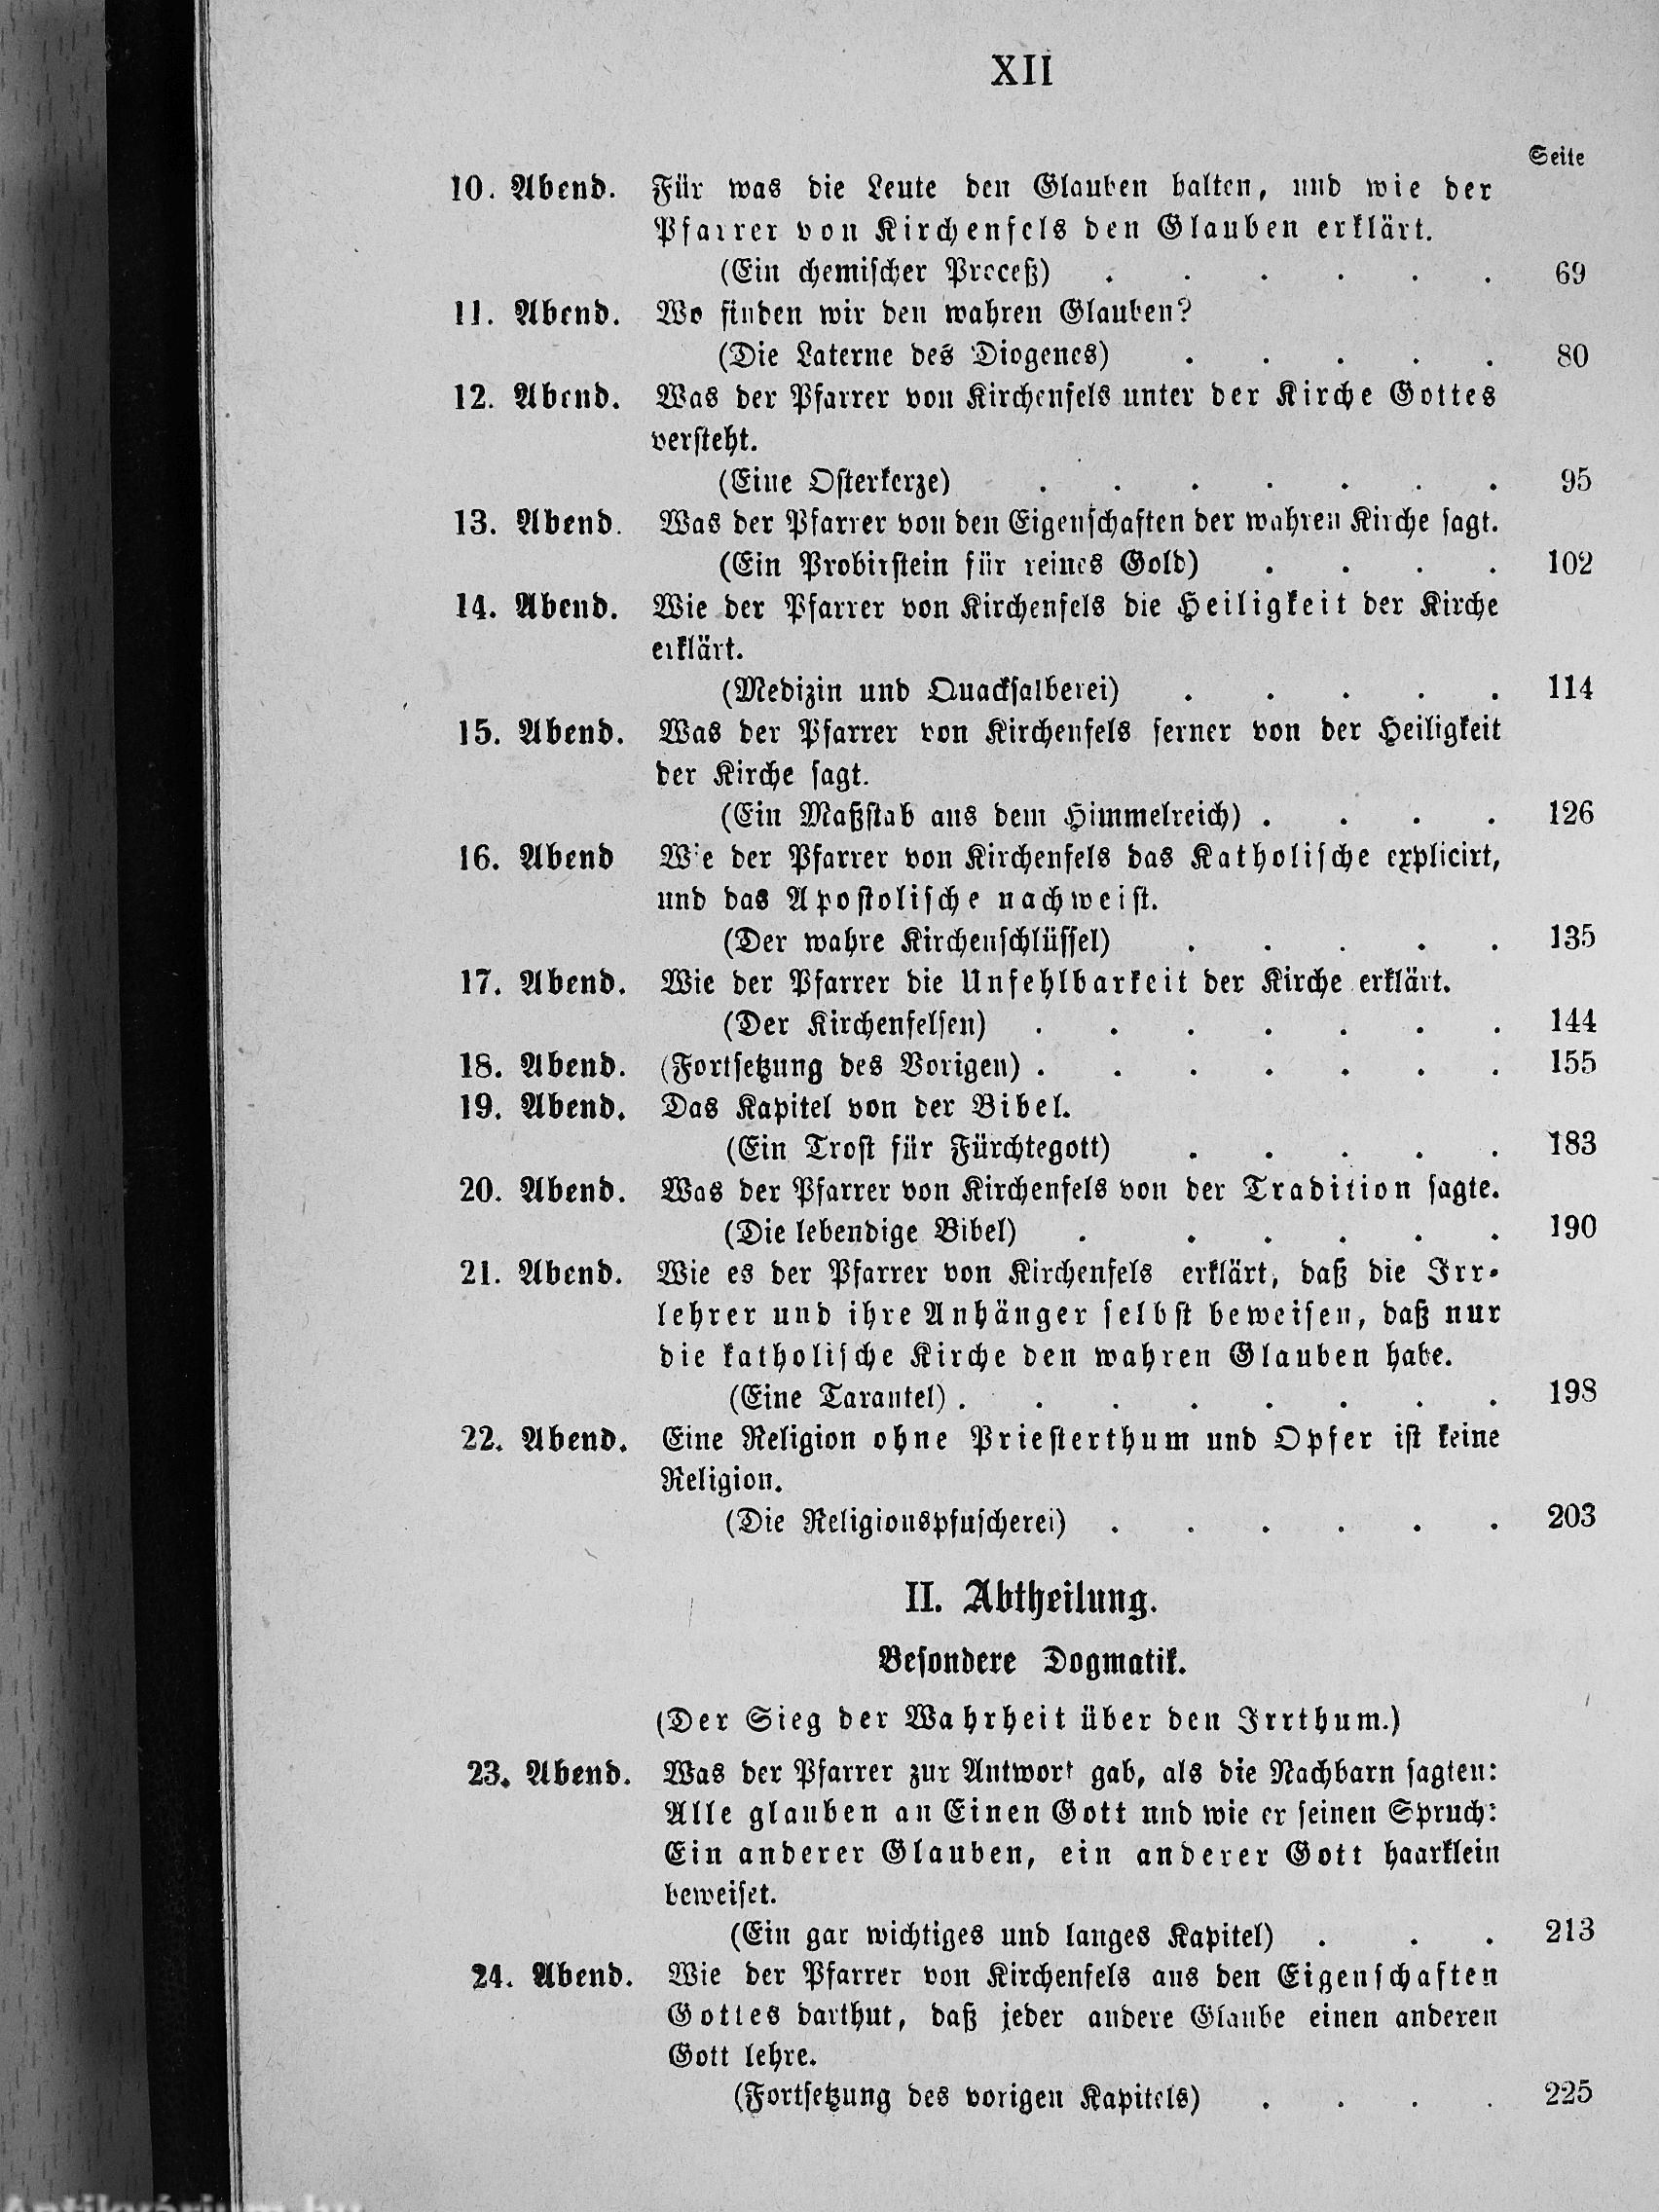 XII
Seite
10. Abend. Für was die Leute den Glauben halten, und wie der
Pfarrer von Kirchenfels den Glauben erklärt.
(Ein chemischer Proceß) . . . . . . 69
11. Abend. Wo finden wir den wahren Glauben?
(Die Laterne des Diogenes) . . . . . 80
12. Abend. Was der Pfarrer von Kirchenfels unter der Kirche Gottes
versteht.
(Eine Osterkerze) . . . . . . . 95
13. Abend. Was der Pfarrer von den Eigenschaften der wahren Kirche sagt.
(Ein Probirstein für reines Gold) . . . . 102
14. Abend. Wie der Pfarrer von Kirchenfels die Heiligkeit der Kirche
erklärt.
(Medizin und Quacksalberei) . . . . . 114
15. Abend. Was der Pfarrer von Kirchenfels ferner von der Heiligkeit
der Kirche sagt.
(Ein Maßstab aus dem Himmelreich) . . . . 126
16. Abend Wie der Pfarrer von Kirchenfels das Katholische explicirt,
und das Apostolische nachweist.
(Der wahre Kirchenschlüssel) . . . . . 135
17. Abend. Wie der Pfarrer die Unfehlbarkeit der Kirche erklärt.
(Der Kirchenfelsen) . . . . . . . 144
18. Abend. (Fortsetzung des Vorigen) . . . . . . . 155
19. Abend. Das Kapitel von der Bibel.
(Ein Trost für Fürchtegott) . . . . . 183
20. Abend. Was der Pfarrer von Kirchenfels von der Tradition sagte.
(Die lebendige Bibel) . . . . . . 190
21. Abend. Wie es der Pfarrer von Kirchenfels erklärt, daß die Irr-
lehrer und ihre Anhänger selbst beweisen, daß nur
die katholische Kirche den wahren Glauben habe.
(Eine Tarantel) . . . . . . . . 198
22. Abend. Eine Religion ohne Priesterthum und Opfer ist keine
Religion.
(Die Religionspfuscherei) . . . . . . 203
II. Abtheilung.
Besondere Dogmatik.
(Der Sieg der Wahrheit über den Irrthum.)
23. Abend. Was der Pfarrer zur Antwort gab, als die Nachbarn sagten:
Alle glauben an Einen Gott und wie er seinen Spruch:
Ein anderer Glauben, ein anderer Gott haarklein
beweiset.
(Ein gar wichtiges und langes Kapitel) . . . 213
24. Abend. Wie der Pfarrer von Kirchenfels aus den Eigenschaften
Gottes darthut, daß jeder andere Glaube einen anderen
Gott lehre.
(Fortsetzung des vorigen Kapitels) . . . . 225